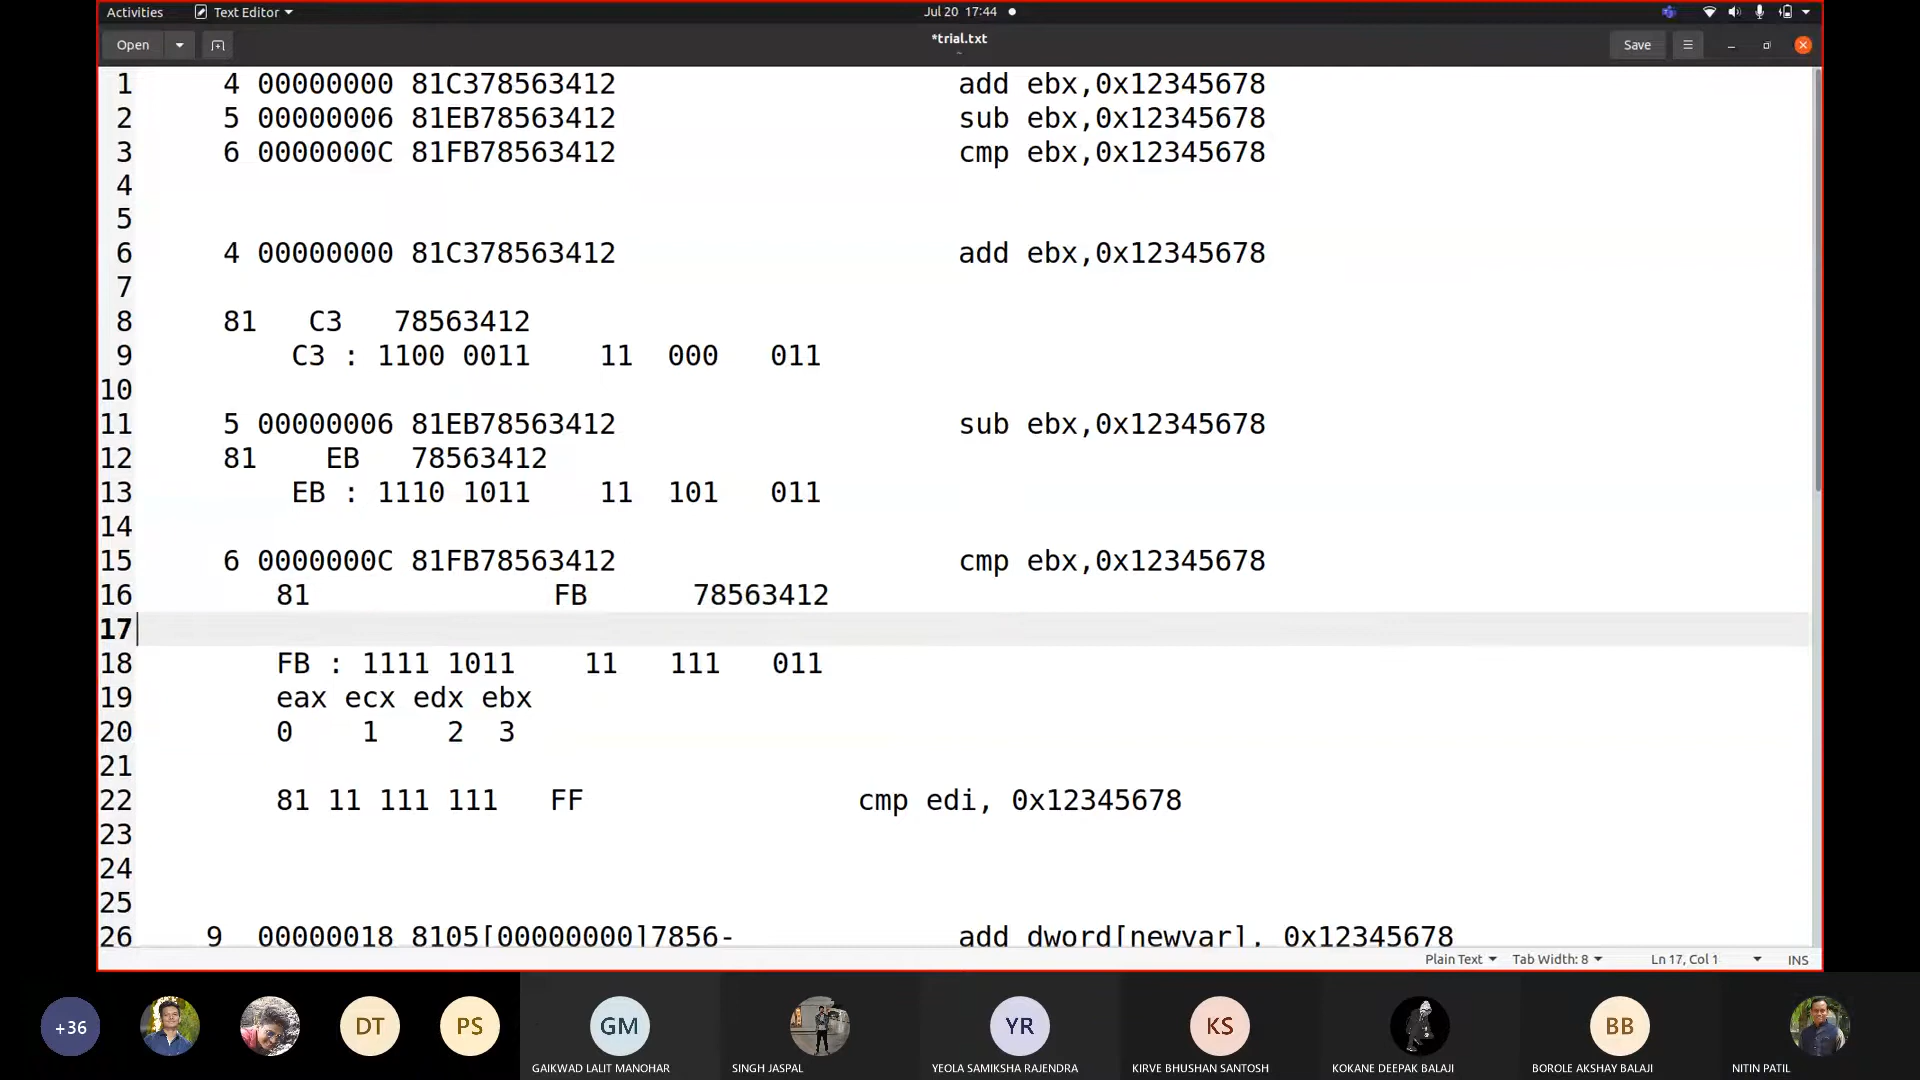 Activities Text Editor Jul 20 17:44
Open *trial.txt Save
~
1 4 00000000 81C378563412 add ebx,0x12345678
2 5 00000006 81EB78563412 sub ebx,0x12345678
3 6 0000000C 81FB78563412 cmp ebx,0x12345678
4
5
6 4 00000000 81C378563412 add ebx,0x12345678
7
8 81 C3 78563412
9 C3 : 1100 0011 11 000 011
10
11 5 00000006 81EB78563412 sub ebx,0x12345678
12 81 EB 78563412
13 EB : 1110 1011 11 101 011
14
15 6 0000000C 81FB78563412 cmp ebx,0x12345678
16 81 FB 78563412
17
18 FB : 1111 1011 11 111 011
19 eax ecx edx ebx
20 0 1 2 3
21
22 81 11 111 111 FF cmp edi, 0x12345678
23
24
25
26 9 00000018 8105[00000000]7856- add dword[newvar], 0x12345678
Plain Text Tab Width: 8 Ln 17, Col 1 INS
+36 DT PS GM YR KS BB
GAIKWAD LALIT MANOHAR SINGH JASPAL YEOLA SAMIKSHA RAJENDRA KIRVE BHUSHAN SANTOSH KOKANE DEEPAK BALAJI BOROLE AKSHAY BALAJI NITIN PATIL